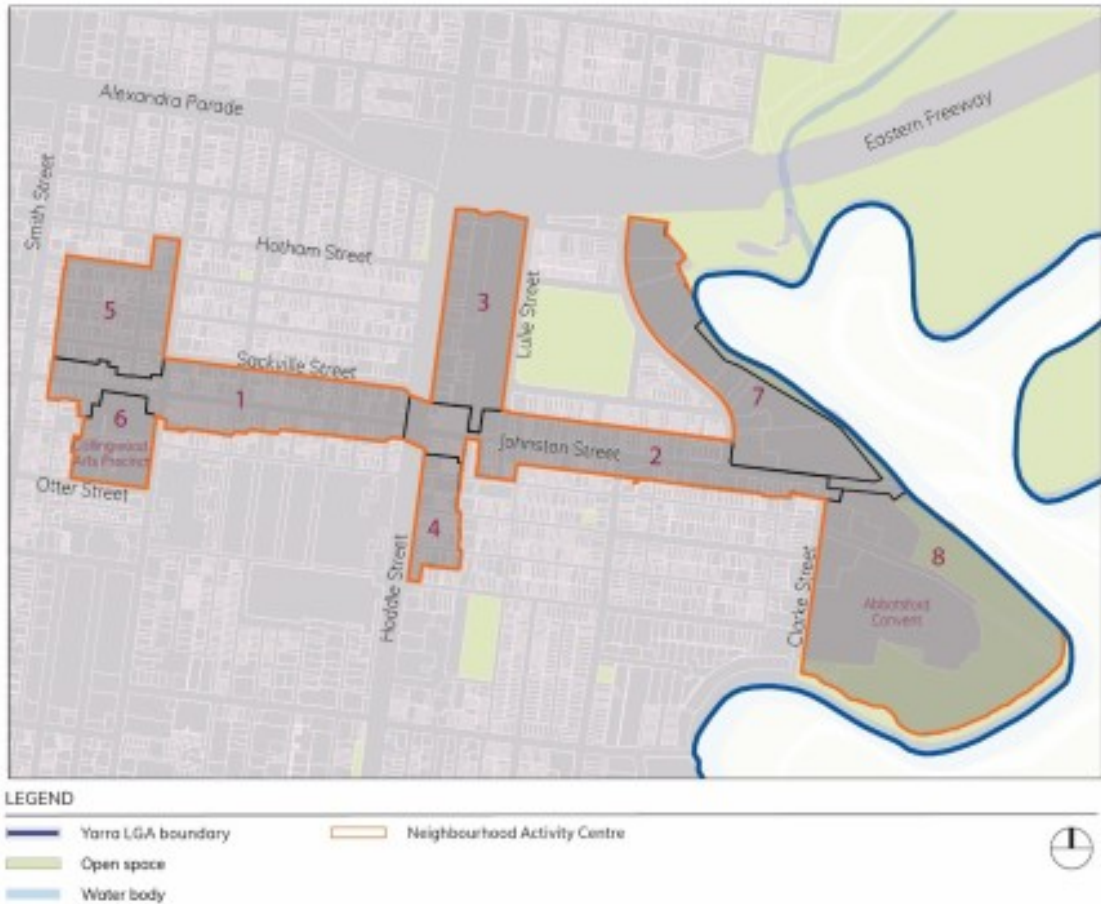 Alexandra Parade
Eastern Freeway
Smith Street
Hotham Street
5
3
Lulie Street
Sackville Street
1
7
6
Collingwood
Arts Precinct
Johnston Street
2
Otter Street
4
Hoddle Street
8
Clarke Street
Abbotsford
Convent
LEGEND
Yarra LGA boundary
Neighbourhood Activity Centre
Open space
Water body